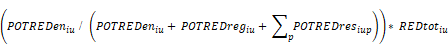 (POTREDen_iu / (POTREDen_iu + POTREDreg_iu + ∑_p POTREDres_iup)) * REDtot_iu